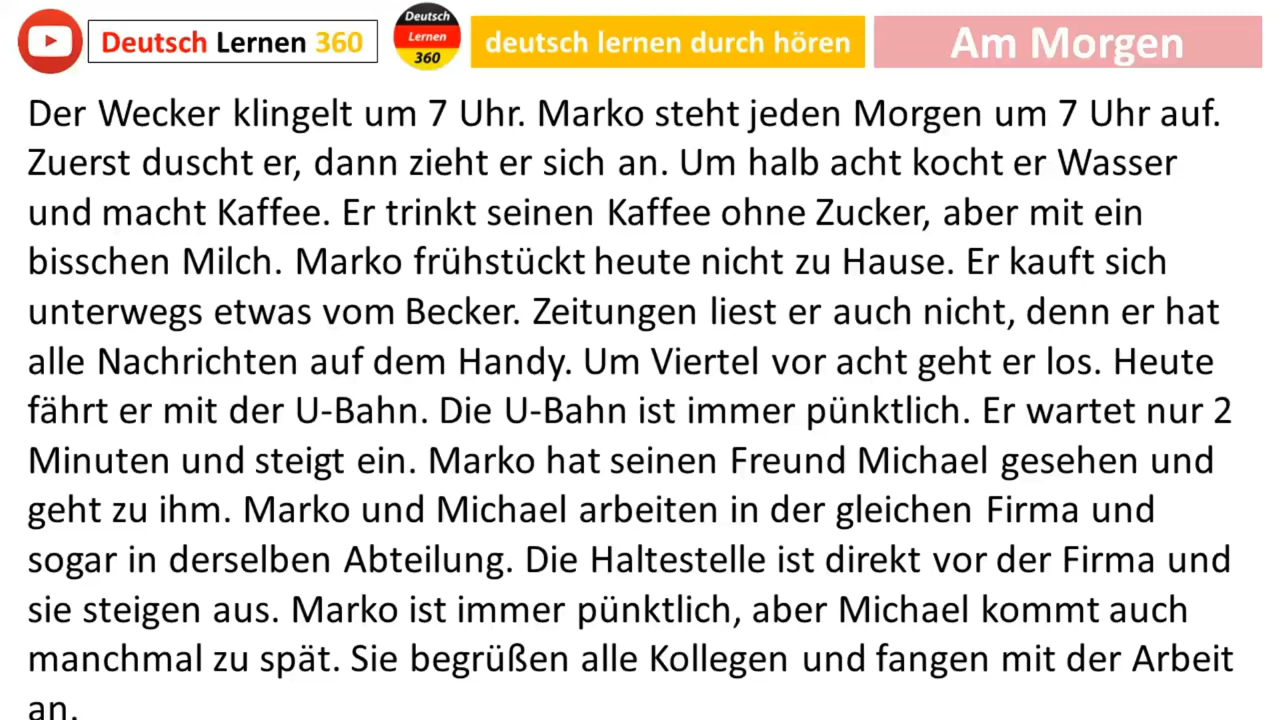 Deutsch Lernen 360
Deutsch
Lernen
360
deutsch lernen durch hören
Am Morgen
Der Wecker klingelt um 7 Uhr. Marko steht jeden Morgen um 7 Uhr auf.
Zuerst duscht er, dann zieht er sich an. Um halb acht kocht er Wasser
und macht Kaffee. Er trinkt seinen Kaffee ohne Zucker, aber mit ein
bisschen Milch. Marko frühstückt heute nicht zu Hause. Er kauft sich
unterwegs etwas vom Becker. Zeitungen liest er auch nicht, denn er hat
alle Nachrichten auf dem Handy. Um Viertel vor acht geht er los. Heute
fährt er mit der U-Bahn. Die U-Bahn ist immer pünktlich. Er wartet nur 2
Minuten und steigt ein. Marko hat seinen Freund Michael gesehen und
geht zu ihm. Marko und Michael arbeiten in der gleichen Firma und
sogar in derselben Abteilung. Die Haltestelle ist direkt vor der Firma und
sie steigen aus. Marko ist immer pünktlich, aber Michael kommt auch
manchmal zu spät. Sie begrüßen alle Kollegen und fangen mit der Arbeit
an.